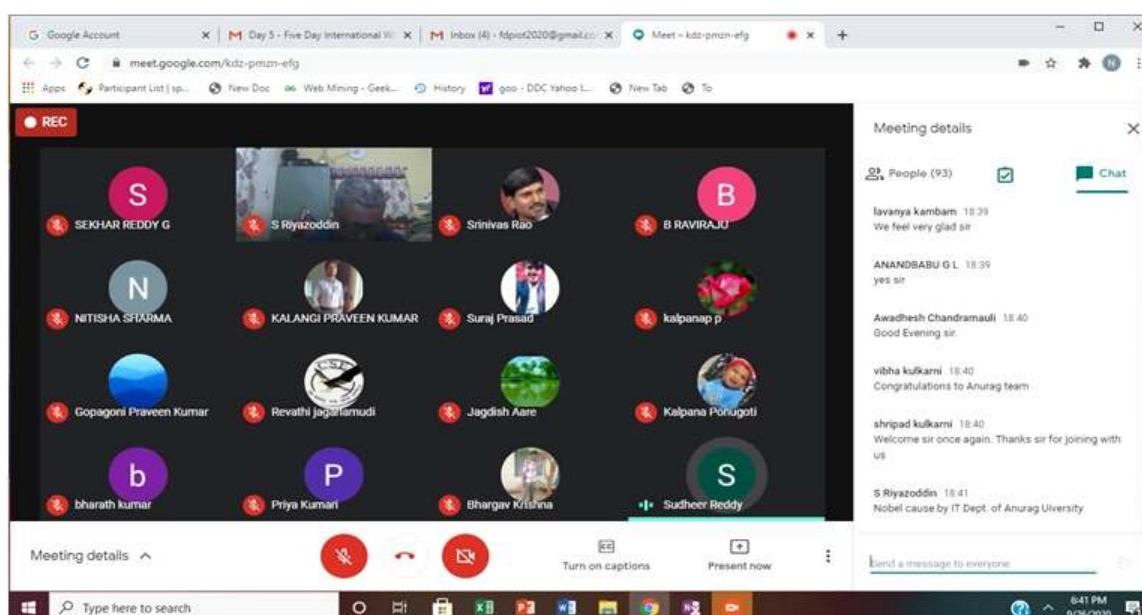 Google Account
Day 5 - Five Day International W
Inbox (4) - fdpiot2020@gmail.co
Meet – kdz-pmzn-efg
meet.google.com/kdz-pmzn-efg
N
Apps
Participant List | sp...
New Doc
Web Mining - Geek...
History
goo - DDC Yahoo I...
New Tab
To
REC
Meeting details
People (93)
Chat
S
SEKHAR REDDY G
S Riyazoddin
Srinivas Rao
B
B RAVIRAJU
N
NITISHA SHARMA
KALANGI PRAVEEN KUMAR
Suraj Prasad
kalpanap p
Gopagoni Praveen Kumar
CSE
Revathi jagarlamudi
Jagdish Aare
Kalpana Ponugoti
b
bharath kumar
P
Priya Kumari
Bhargav Krishna
S
Sudheer Reddy
lavanya kambam 18:39
We feel very glad sir
ANANDBABU G L 18:39
yes sir
Awadhesh Chandramauli 18:40
Good Evening sir.
vibha kulkarni 18:40
Congratulations to Anurag team
shripad kulkarni 18:40
Welcome sir once again. Thanks sir for joining with
us
S Riyazoddin 18:41
Nobel cause by IT Dept. of Anurag Uiversity
Send a message to everyone
Meeting details
Turn on captions
Present now
Type here to search
6:41 PM
9/26/2020